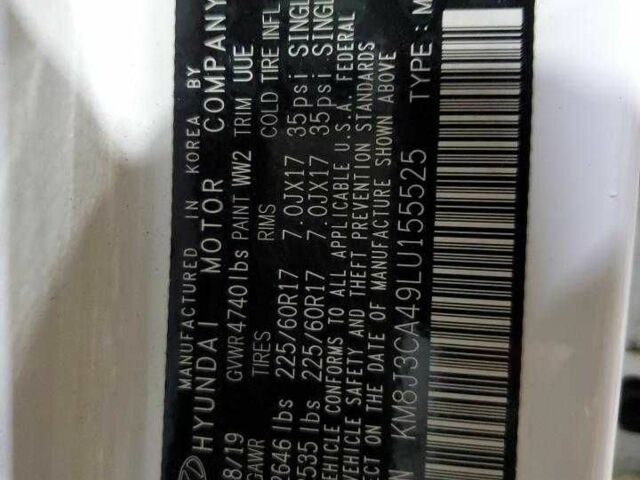 MANUFACTURED IN KOREA BY
HYUNDAI MOTOR COMPANY
8/19 GVWR 4740 lbs PAINT WW2 TRIM UUE
GAWR TIRES RIMS COLD TIRE INFL
2646 lbs 225/60R17 7.0JX17 35psi SINGL
2535 lbs 225/60R17 7.0JX17 35psi SINGL
VEHICLE CONFORMS TO ALL APPLICABLE U.S.A. FEDERAL
VEHICLE SAFETY AND THEFT PREVENTION STANDARDS
ECT ON THE DATE OF MANUFACTURE SHOWN ABOVE
N KM8J3CA49LU155525 TYPE: M